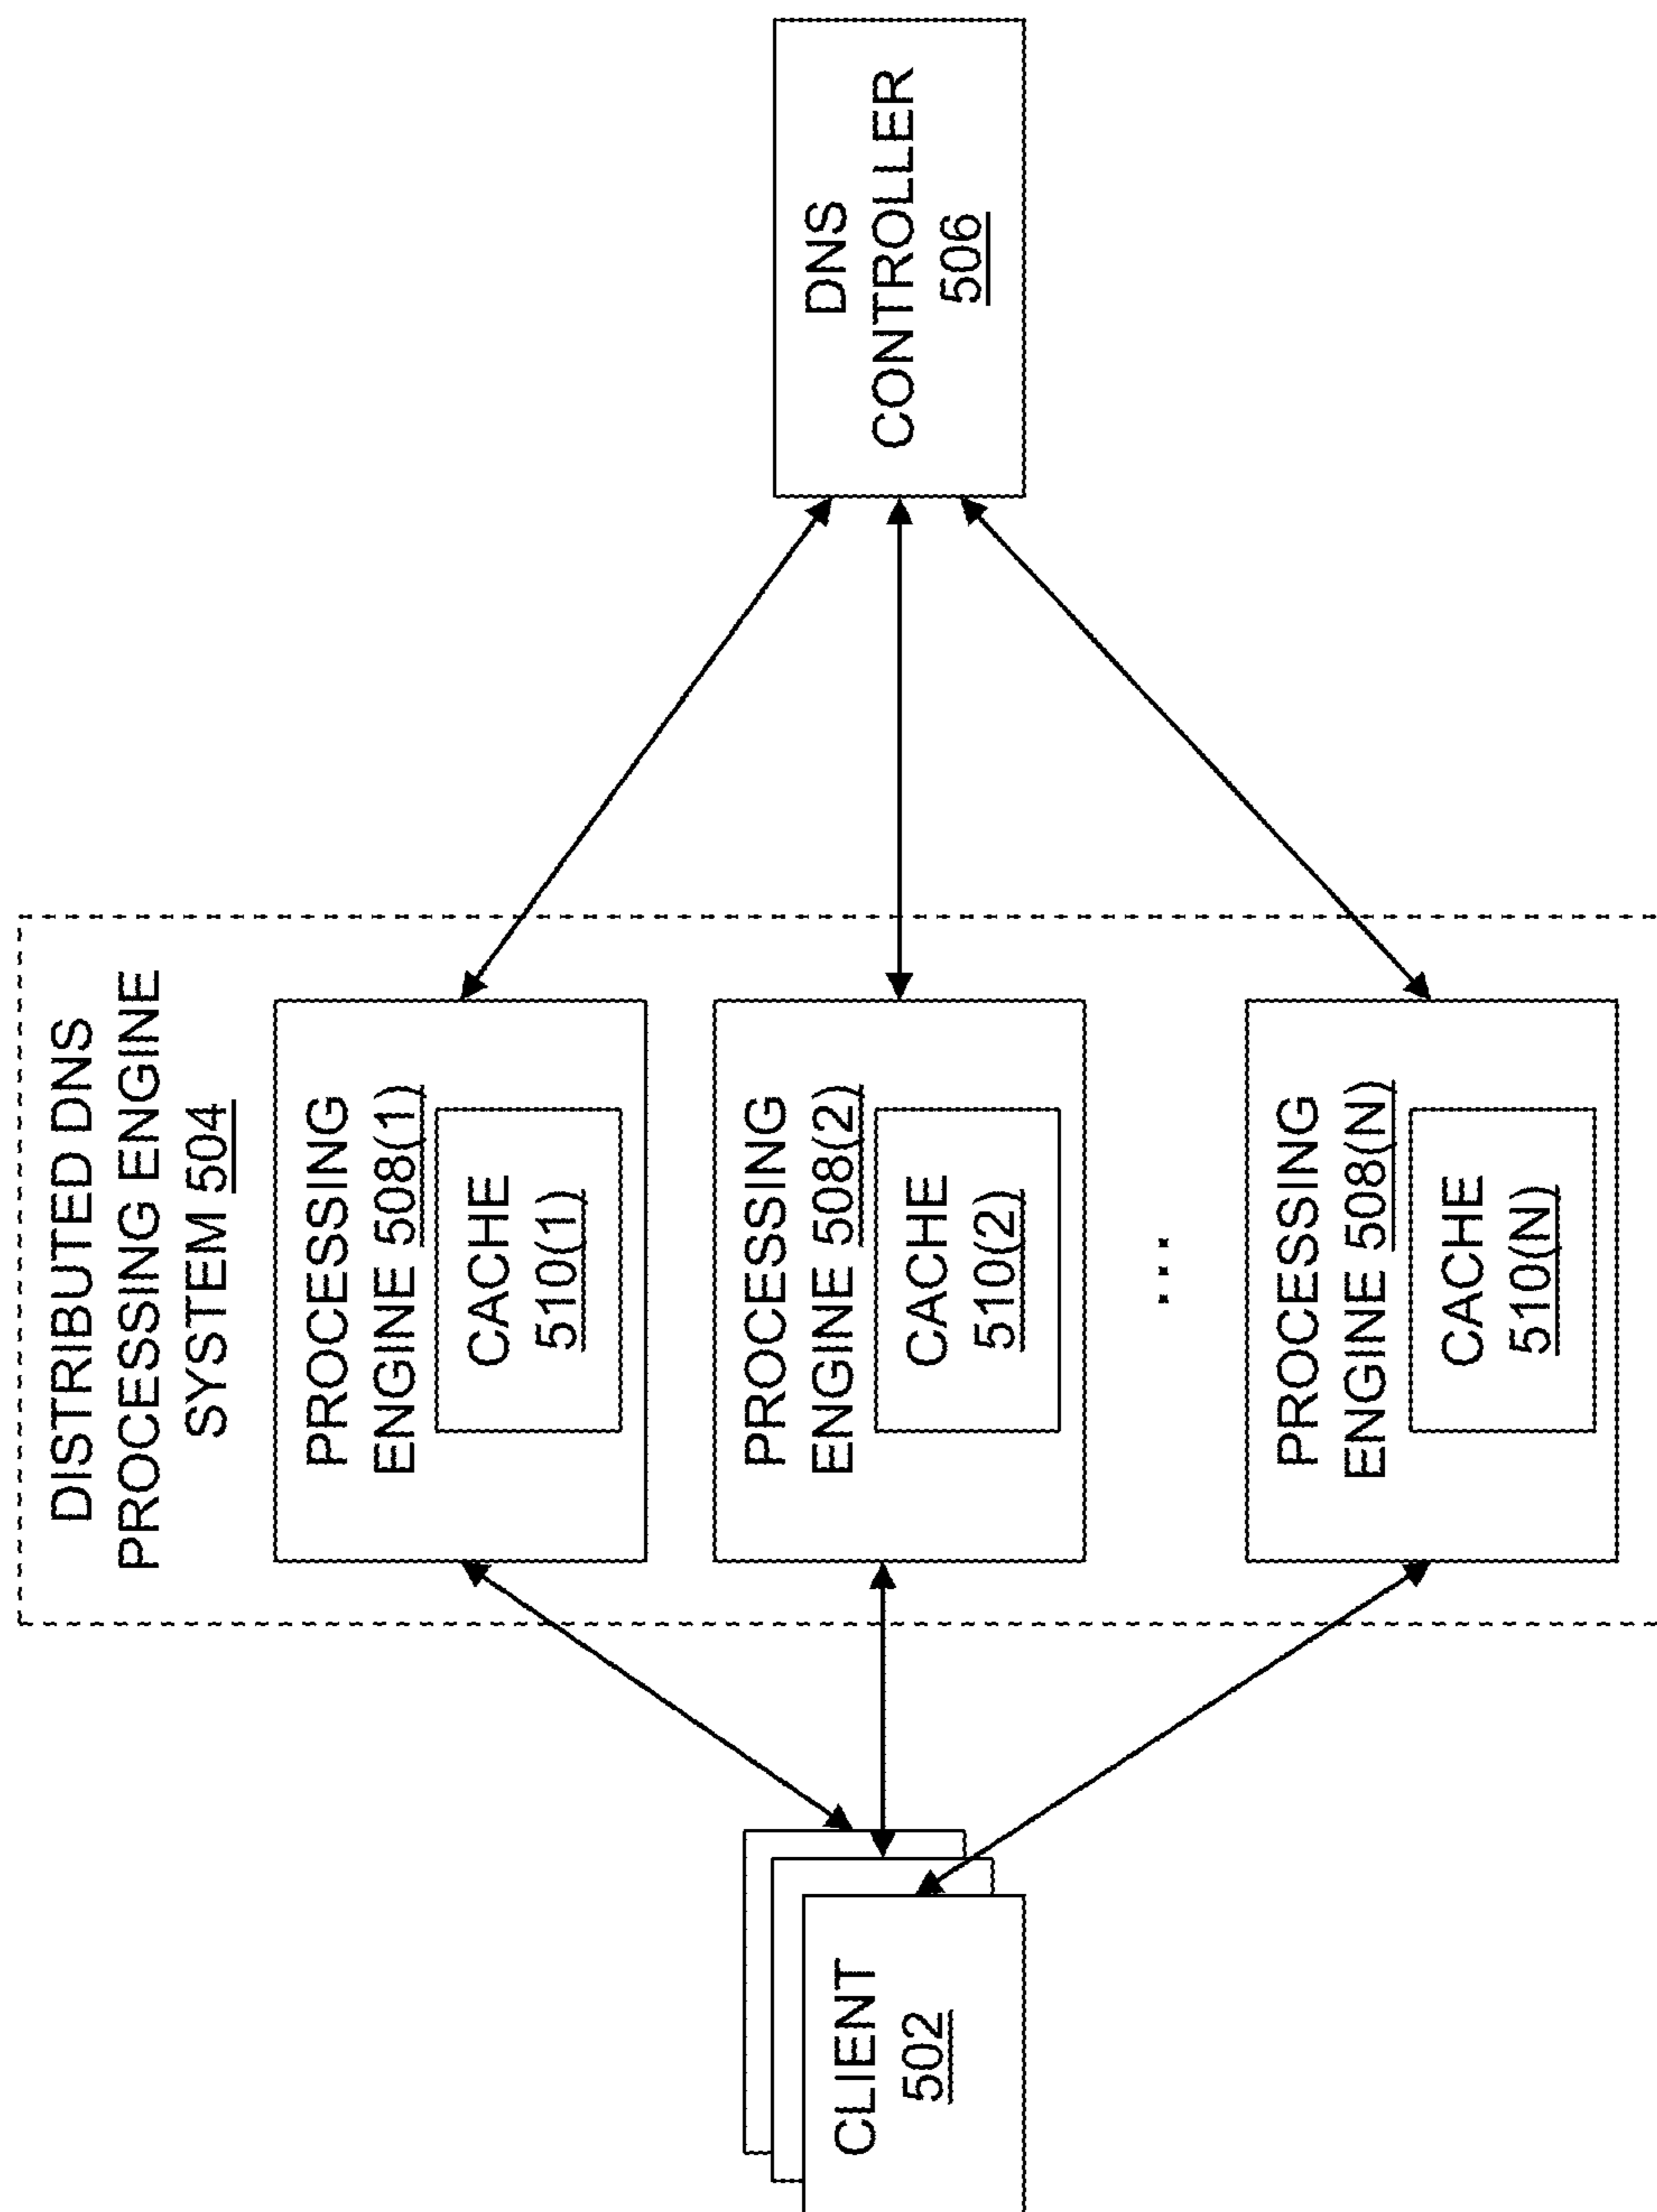 DISTRIBUTED DNS
PROCESSING ENGINE
SYSTEM 504
PROCESSING
ENGINE 508(1)
CACHE
510(1)
PROCESSING
ENGINE 508(2)
CACHE
510(2)
...
PROCESSING
ENGINE 508(N)
CACHE
510(N)
CLIENT
502
DNS
CONTROLLER
506